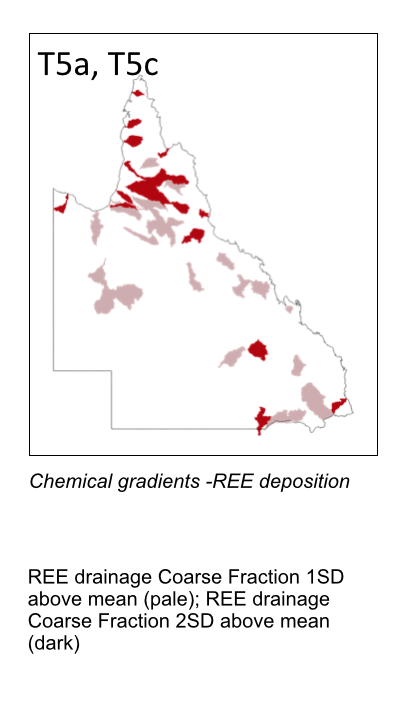 T5a, T5c
Chemical gradients -REE deposition
REE drainage Coarse Fraction 1SD
above mean (pale); REE drainage
Coarse Fraction 2SD above mean
(dark)